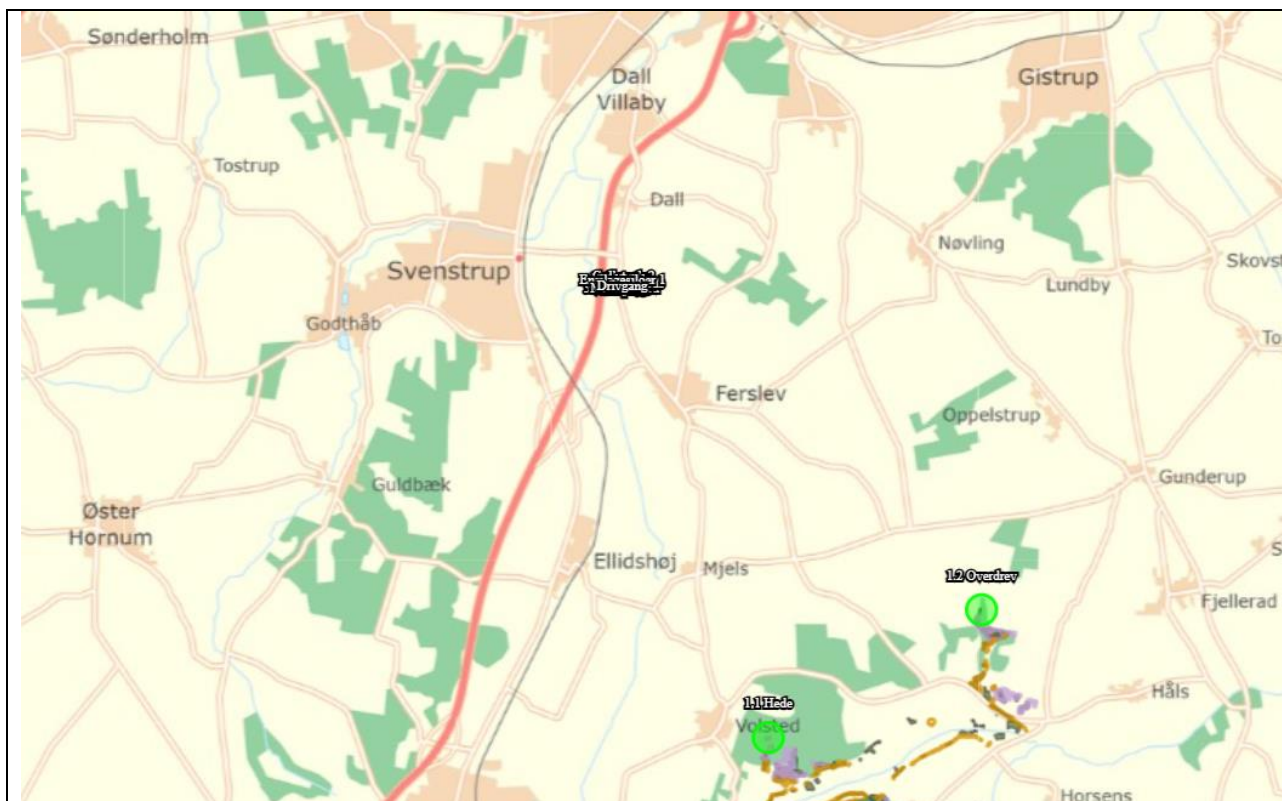 Sønderholm
Dall
Villaby
Gistrup
Tostrup
Dall
Nøvling
Skovst
Svenstrup
Lundby
Drivgang
Godthåb
To
Ferslev
Oppelstrup
Gunderup
Guldbæk
Øster
Hornum
Ellidshøj
Mjels
S
1.2 Overdrev
Fjellerad
Håls
1.1 Hede
Volsted
Horsens